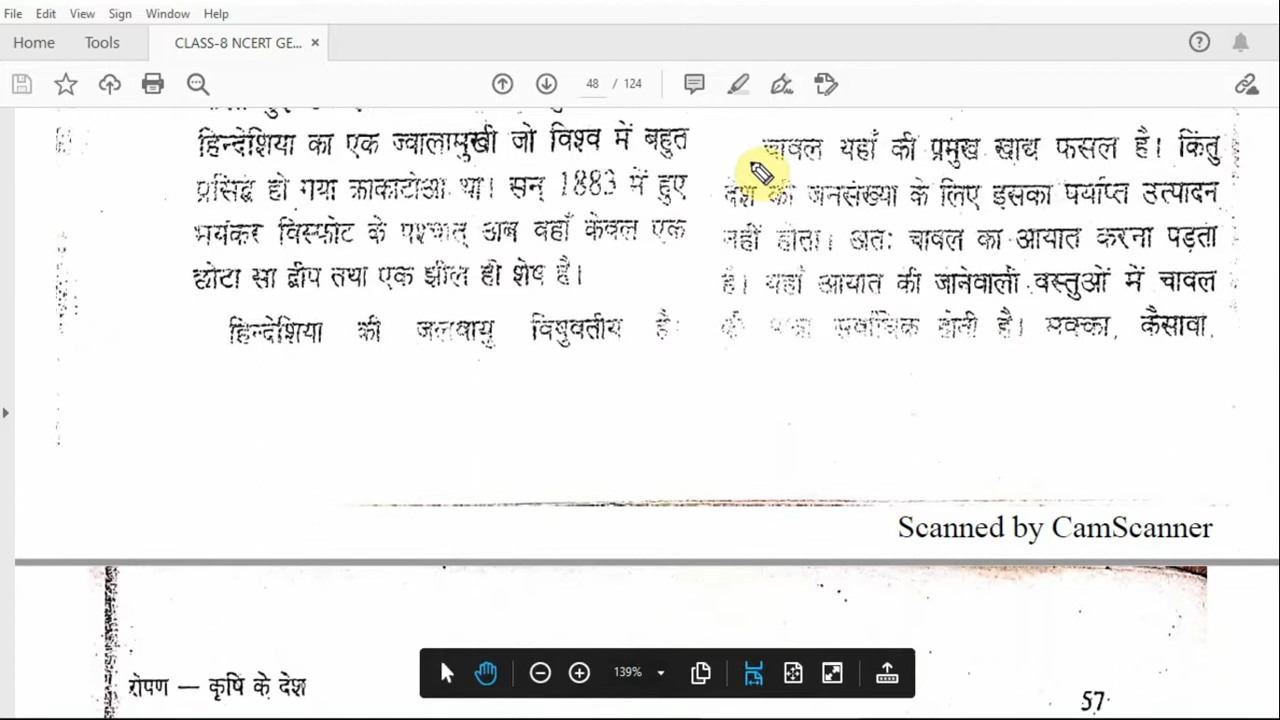 File Edit View Sign Window Help
Home Tools CLASS-8 NCERT GE... ×
48 / 124
हिन्देशिया का एक ज्वालामुखी जो विश्व में बहुत
प्रसिद्ध हो गया क्राकाटोआ था। सन् 1883 में हुए
भयंकर विस्फोट के पश्चात् अब वहाँ केवल एक
छोटा सा द्वीप तथा एक झील ही शेष है।
हिन्देशिया की जलवायु विषुवतीय है।
चावल यहाँ की प्रमुख खाद्य फसल है। किंतु
देश की जनसंख्या के लिए इसका पर्याप्त उत्पादन
नहीं होता। अतः चावल का आयात करना पड़ता
है। यहाँ आयात की जानेवाली वस्तुओं में चावल
की सर्वाधिक होती है। मक्का, कैसावा,
Scanned by CamScanner
रोपण — कृषि के देश
57
139%